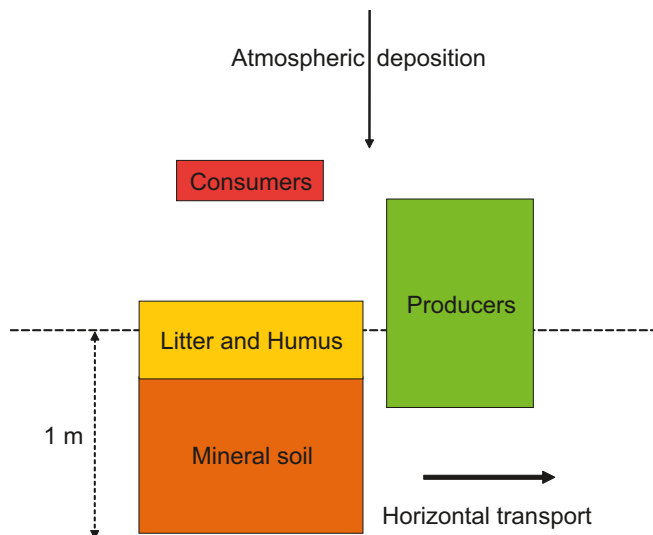 Atmospheric deposition
Consumers
Producers
Litter and Humus
1 m
Mineral soil
Horizontal transport